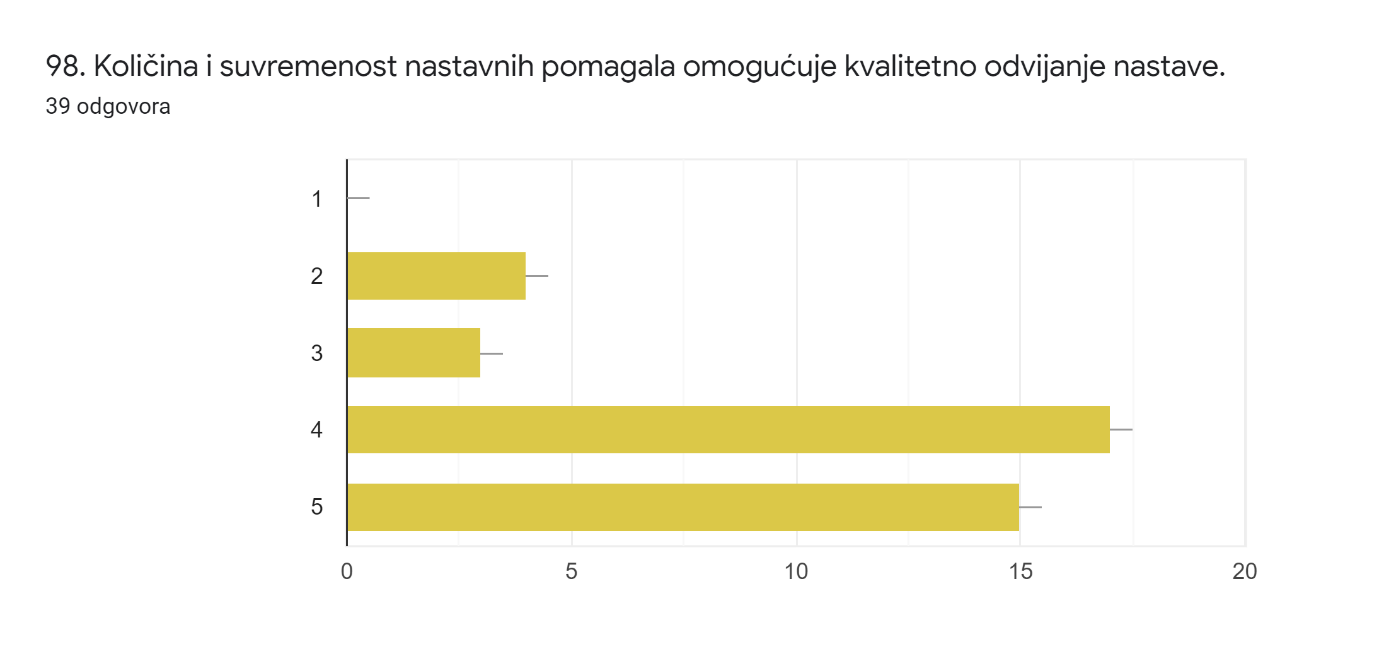 98. Količina i suvremenost nastavnih pomagala omogućuje kvalitetno odvijanje nastave.
39 odgovora
1
2
3
4
5
0 5 10 15 20